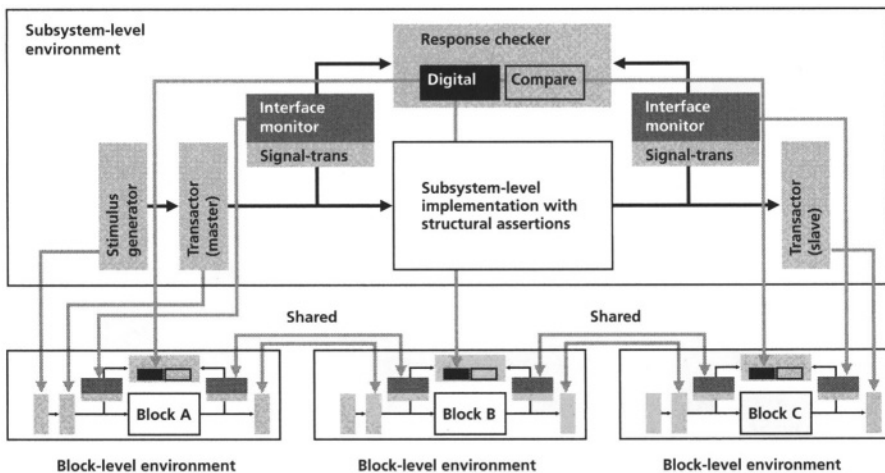 Subsystem-level
environment
Response checker
Digital
Compare
Interface
monitor
Signal-trans
Interface
monitor
Signal-trans
Stimulus
generator
Transactor
(master)
Subsystem-level
implementation with
structural assertions
Transactor
(slave)
Shared
Shared
Block A
Block B
Block C
Block-level environment
Block-level environment
Block-level environment